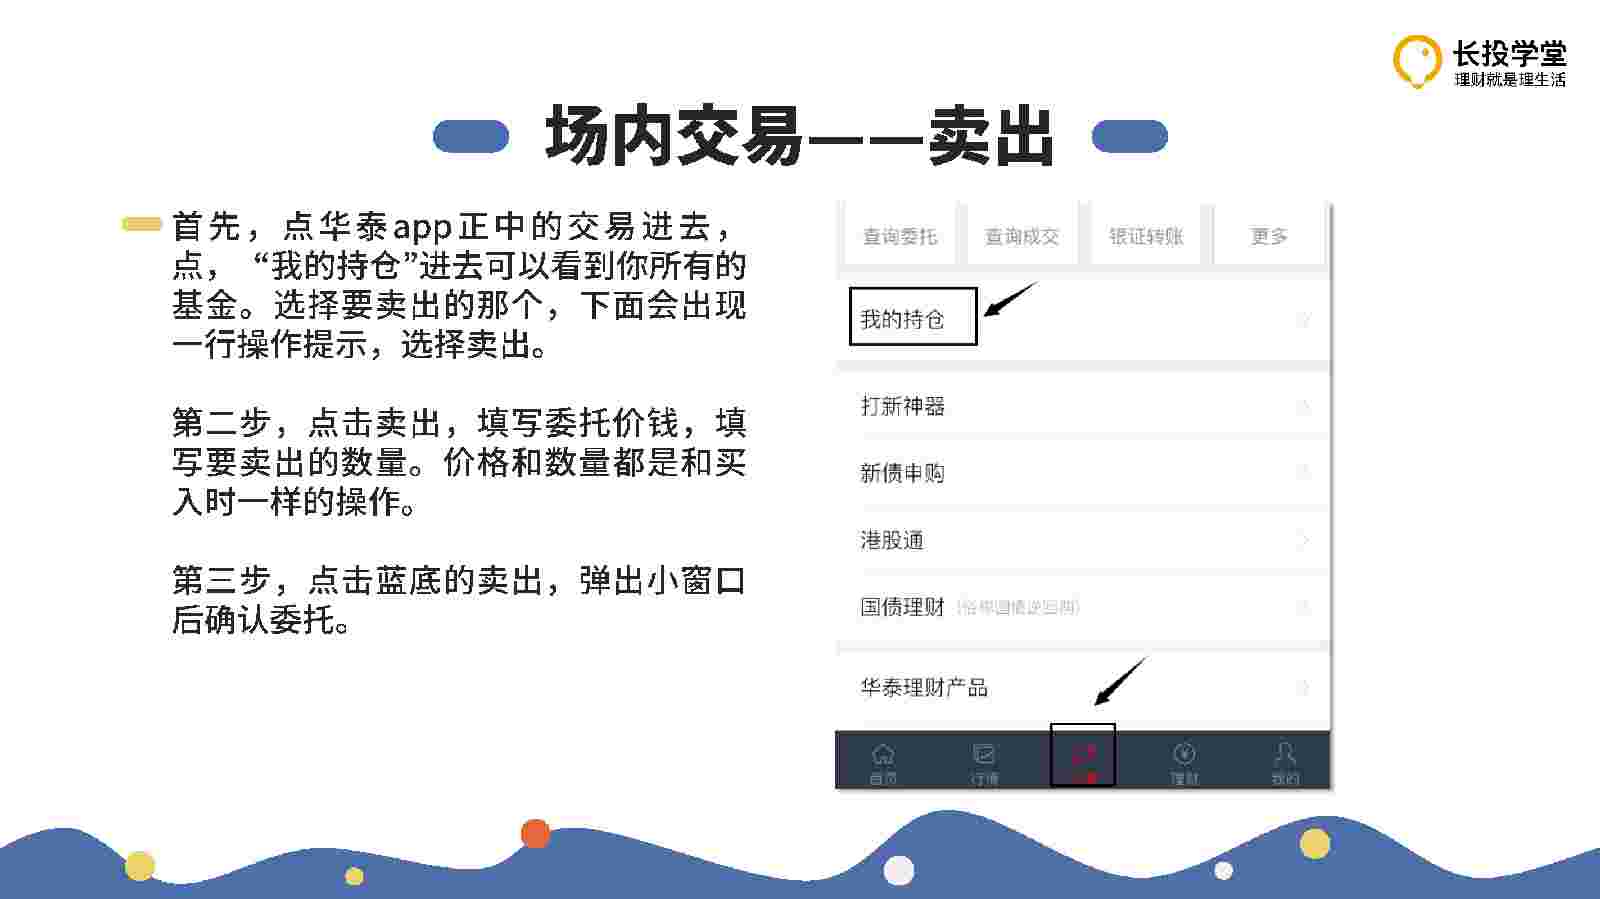 长投学堂
理财就是理生活
场内交易——卖出
首先，点华泰app正中的交易进去，
点，“我的持仓”进去可以看到你所有的
基金。选择要卖出的那个，下面会出现
一行操作提示，选择卖出。
第二步，点击卖出，填写委托价钱，填
写要卖出的数量。价格和数量都是和买
入时一样的操作。
第三步，点击蓝底的卖出，弹出小窗口
后确认委托。
查询委托 查询成交 银证转账 更多
我的持仓
打新神器
新债申购
港股通
国债理财 (俗称国债逆回购)
华泰理财产品
首页 行情 理财 我的